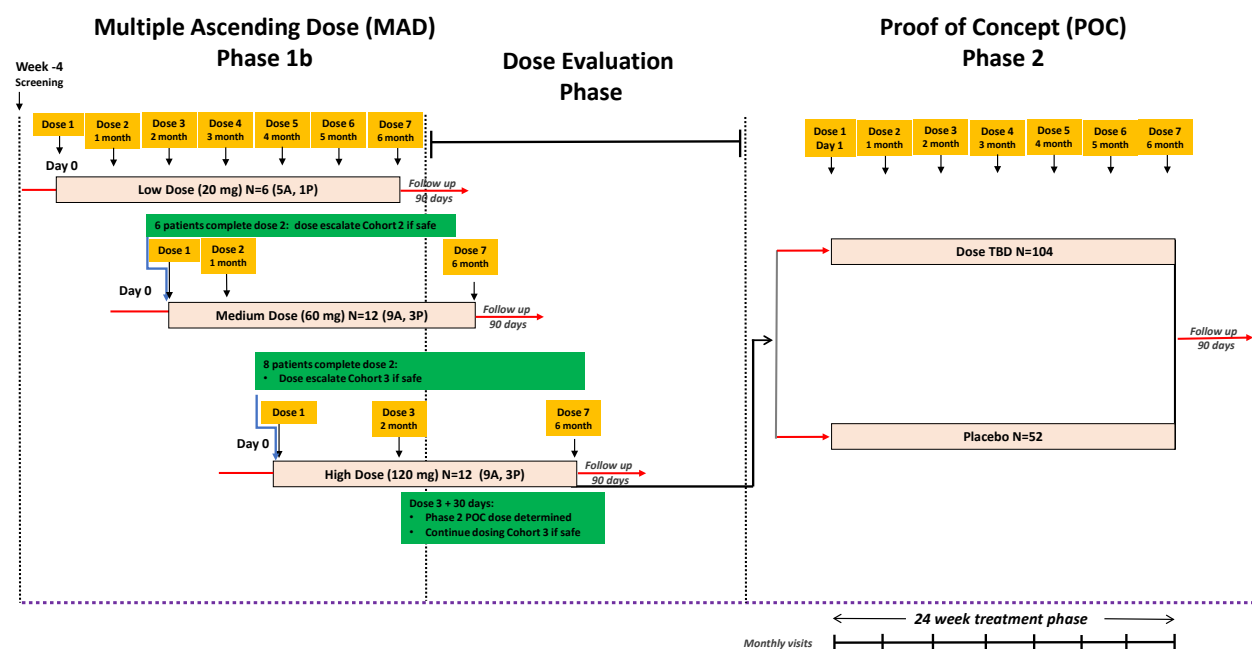 Multiple Ascending Dose (MAD)
Phase 1b
Dose Evaluation
Phase
Proof of Concept (POC)
Phase 2
Week -4
Screening
Dose 1
Dose 2
1 month
Dose 3
2 month
Dose 4
3 month
Dose 5
4 month
Dose 6
5 month
Dose 7
6 month
Dose 1
Day 1
Dose 2
1 month
Dose 3
2 month
Dose 4
3 month
Dose 5
4 month
Dose 6
5 month
Dose 7
6 month
Day 0
Low Dose (20 mg) N=6 (5A, 1P)
Follow up
90 days
6 patients complete dose 2: dose escalate Cohort 2 if safe
Dose 1
Dose 2
1 month
Dose 7
6 month
Day 0
Medium Dose (60 mg) N=12 (9A, 3P)
Follow up
90 days
8 patients complete dose 2:
• Dose escalate Cohort 3 if safe
Dose 1
Dose 3
2 month
Dose 7
6 month
Day 0
High Dose (120 mg) N=12 (9A, 3P)
Follow up
90 days
Dose 3 + 30 days:
• Phase 2 POC dose determined
• Continue dosing Cohort 3 if safe
Dose TBD N=104
Follow up
90 days
Placebo N=52
24 week treatment phase
Monthly visits